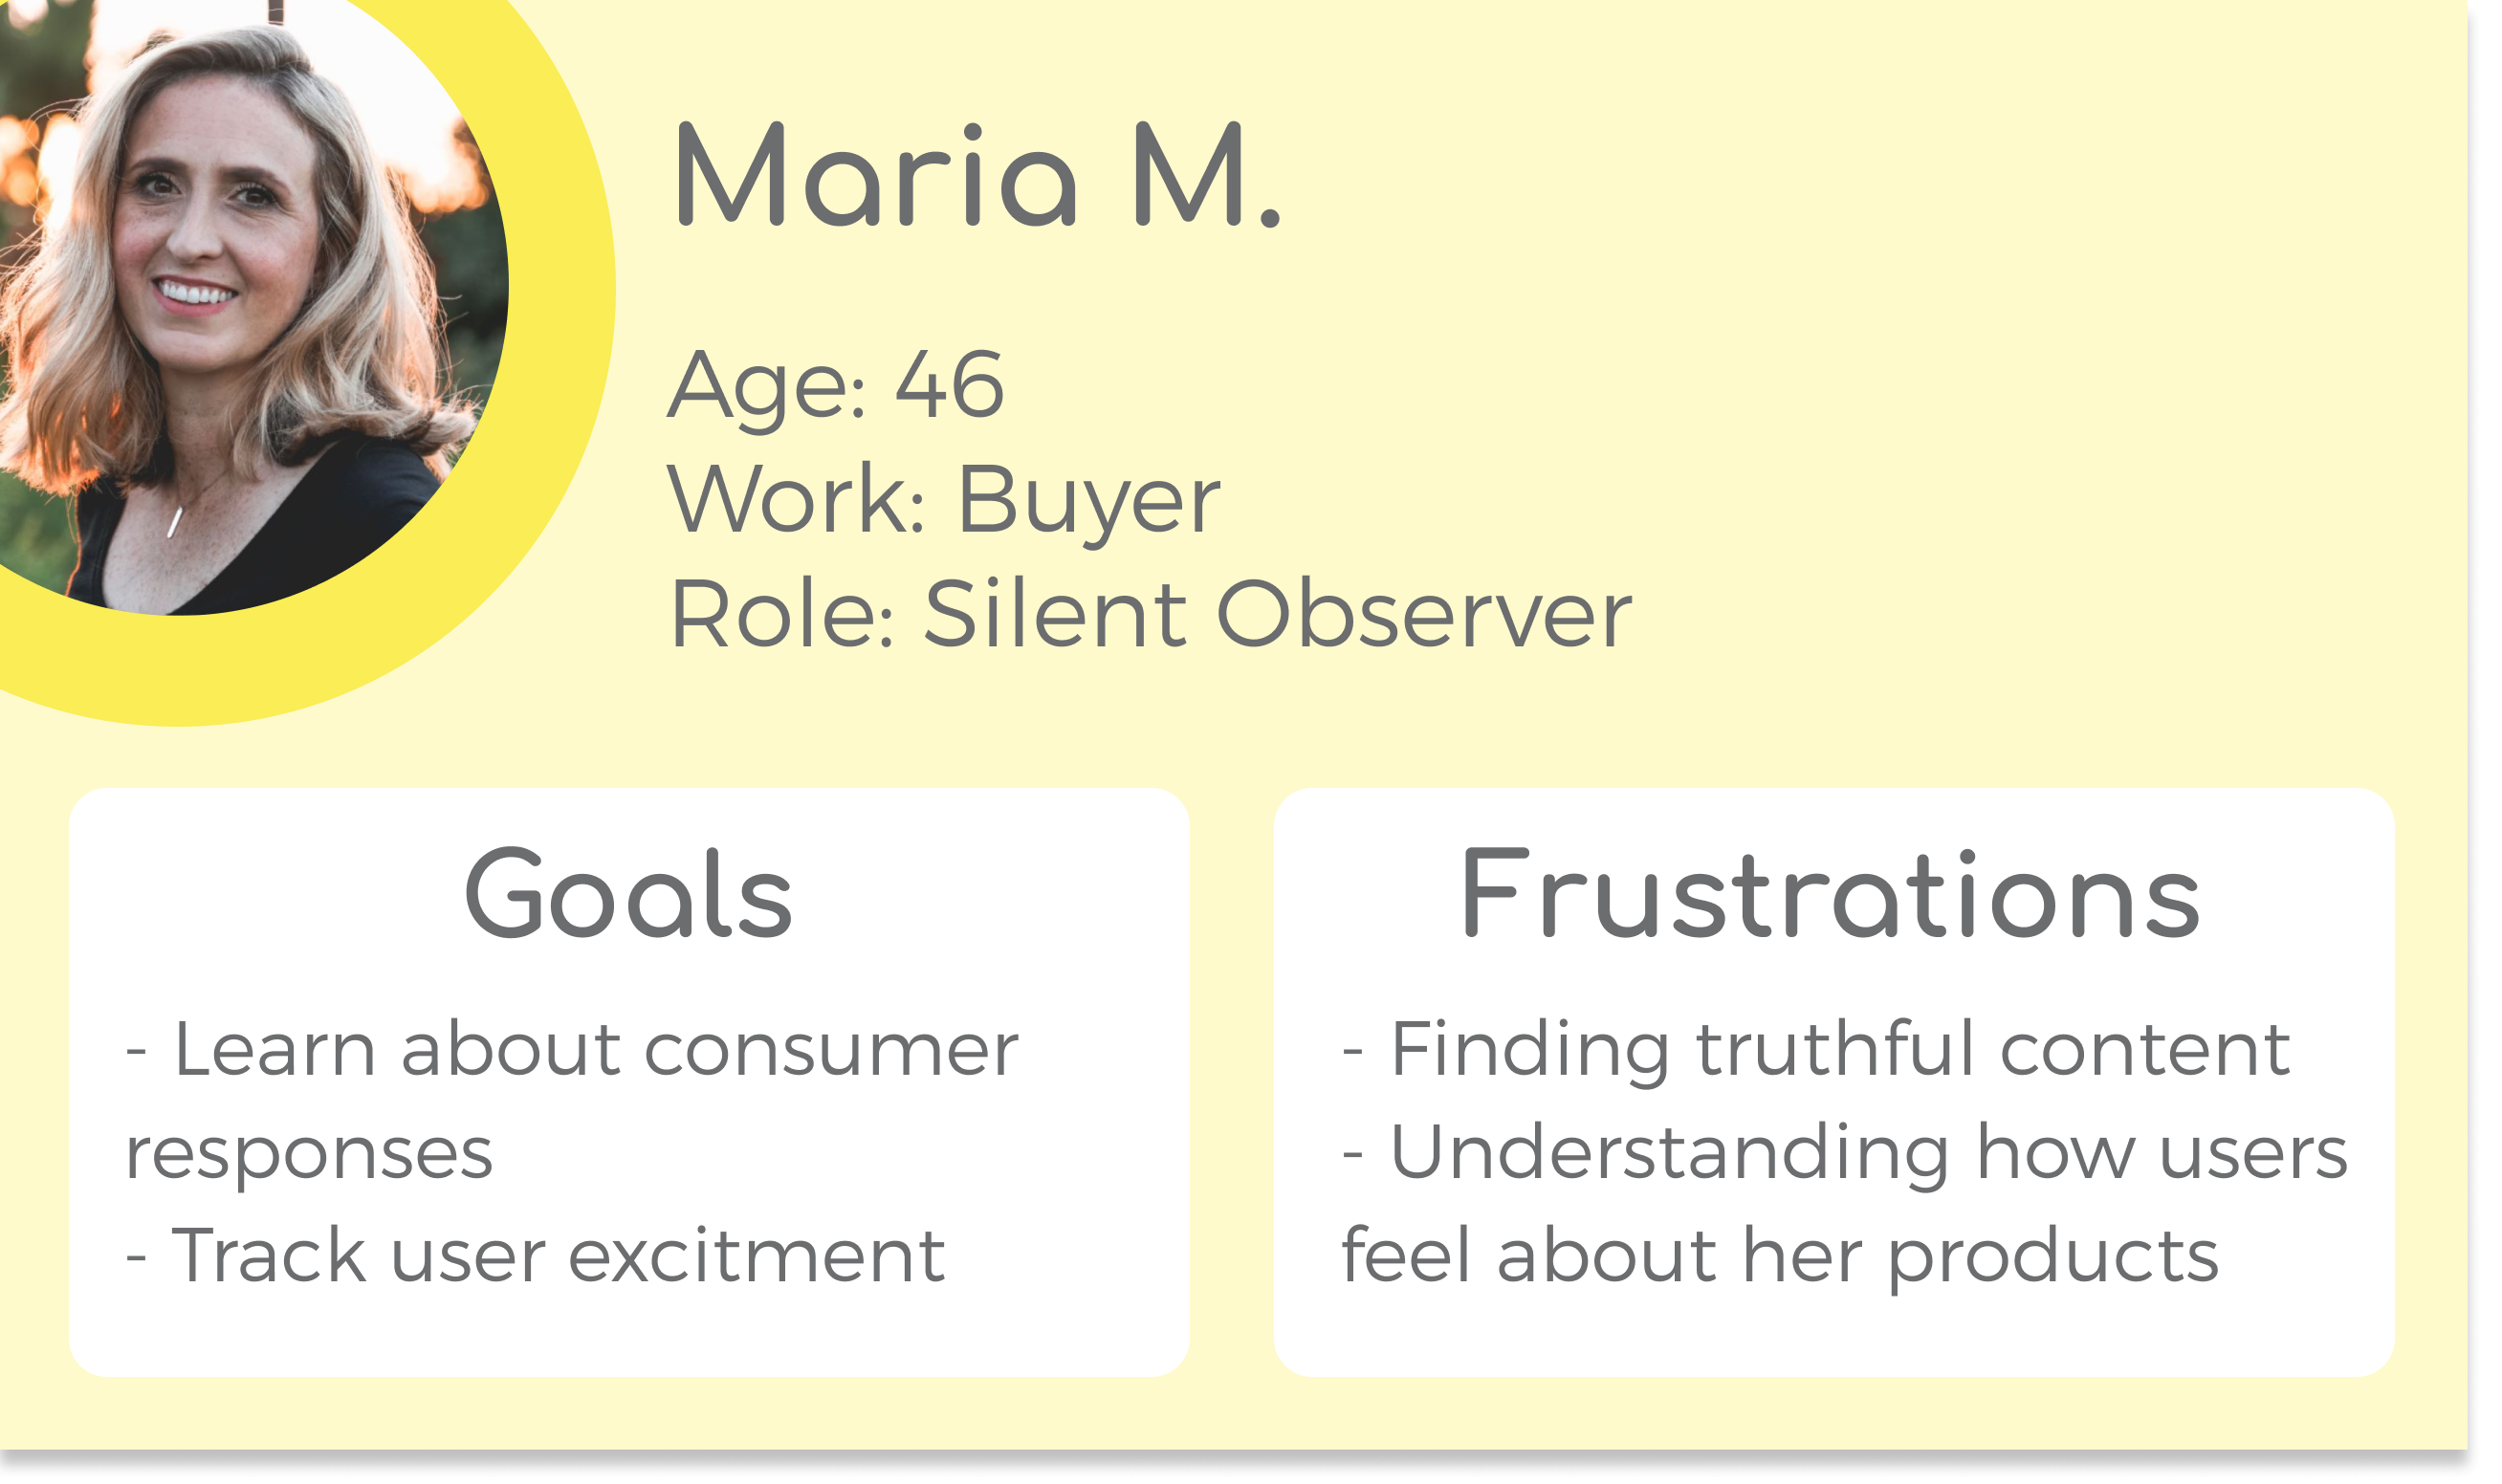 Maria M.
Age: 46
Work: Buyer
Role: Silent Observer
Goals
- Learn about consumer
responses
- Track user excitment
Frustrations
- Finding truthful content
- Understanding how users
feel about her products